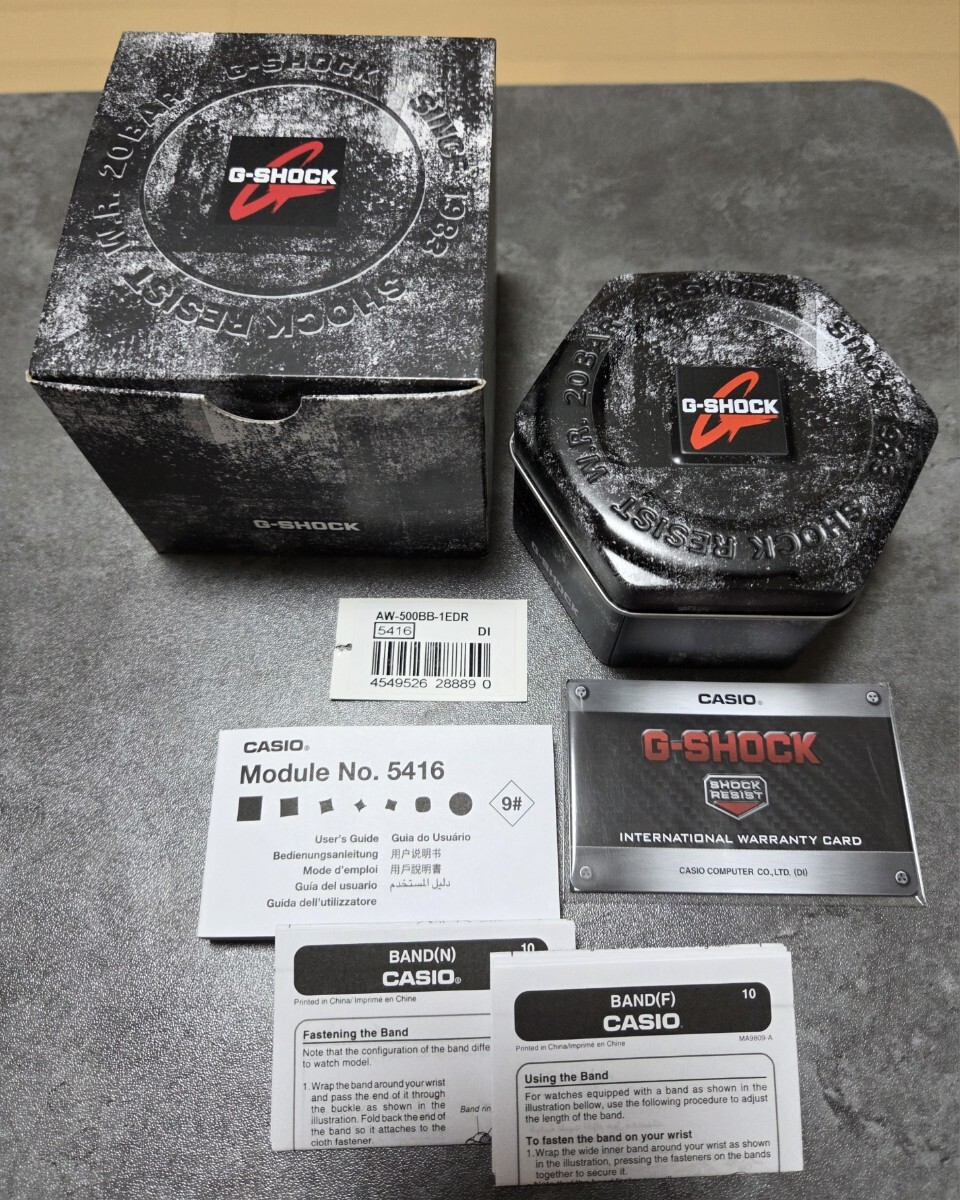 G-SHOCK
SINCE 1983
SHOCK RESIST
W.R. 20BAR
G-SHOCK
G-SHOCK
G-SHOCK
SINCE 1983
SHOCK RESIST
W.R. 20BAR
G-SHOCK
AW-500BB-1EDR
5416 DI
4549526 28889 0
CASIO®
Module No. 5416
9#
User's Guide Guia do Usuário
Bedienungsanleitung 用户说明书
Mode d'emploi 用戶說明書
Guía del usuario دليل المستخدم
Guida dell'utilizzatore
CASIO®
G-SHOCK
SHOCK
RESIST
INTERNATIONAL WARRANTY CARD
CASIO COMPUTER CO., LTD. (DI)
BAND(N) 10
CASIO®
Printed in China/ Imprimé en Chine
Fastening the Band
Note that the configuration of the band diffe
to watch model.
1. Wrap the band around your wrist
and pass the end of it through
the buckle as shown in the
illustration. Fold back the end of
the band so it attaches to the
cloth fastener.
Band rin
BAND(F) 10
CASIO
Printed in China/Imprimé en Chine MA9809-A
Using the Band
For watches equipped with a band as shown in the
illustration bellow, use the following procedure to adjust
the length of the band.
To fasten the band on your wrist
1. Wrap the wide inner band around your wrist as shown
in the illustration, pressing the fasteners on the bands
together to secure it.